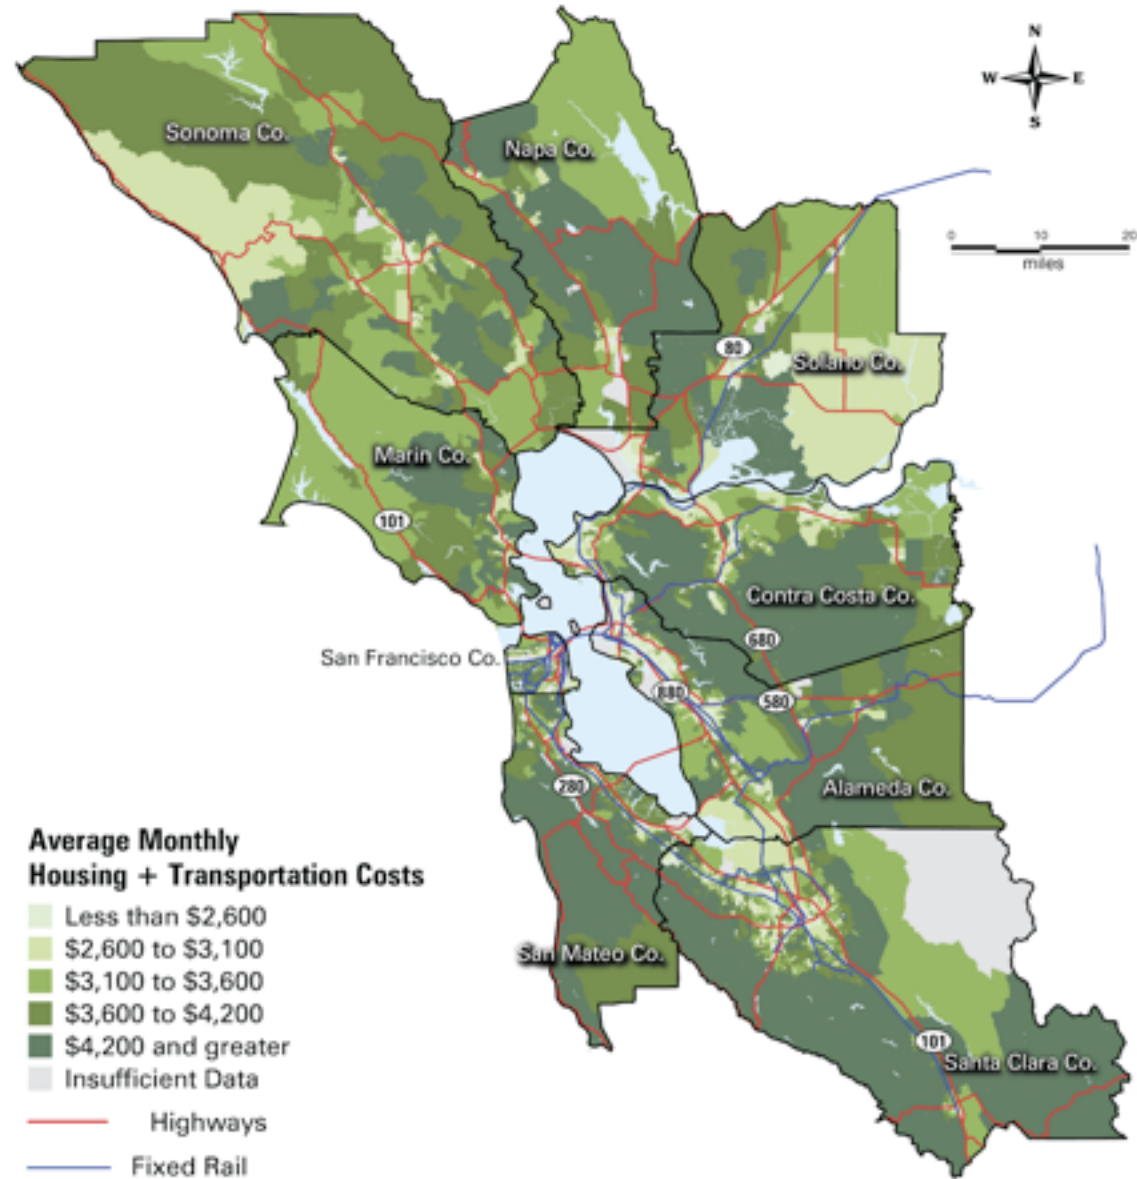 N
W E
S
Sonoma Co.
Napa Co.
0 10 20
miles
80
Solano Co.
Marin Co.
101
Contra Costa Co.
680
San Francisco Co.
880
580
280
Alameda Co.
Average Monthly
Housing + Transportation Costs
Less than $2,600
$2,600 to $3,100
$3,100 to $3,600
$3,600 to $4,200
$4,200 and greater
Insufficient Data
Highways
Fixed Rail
San Mateo Co.
101
Santa Clara Co.